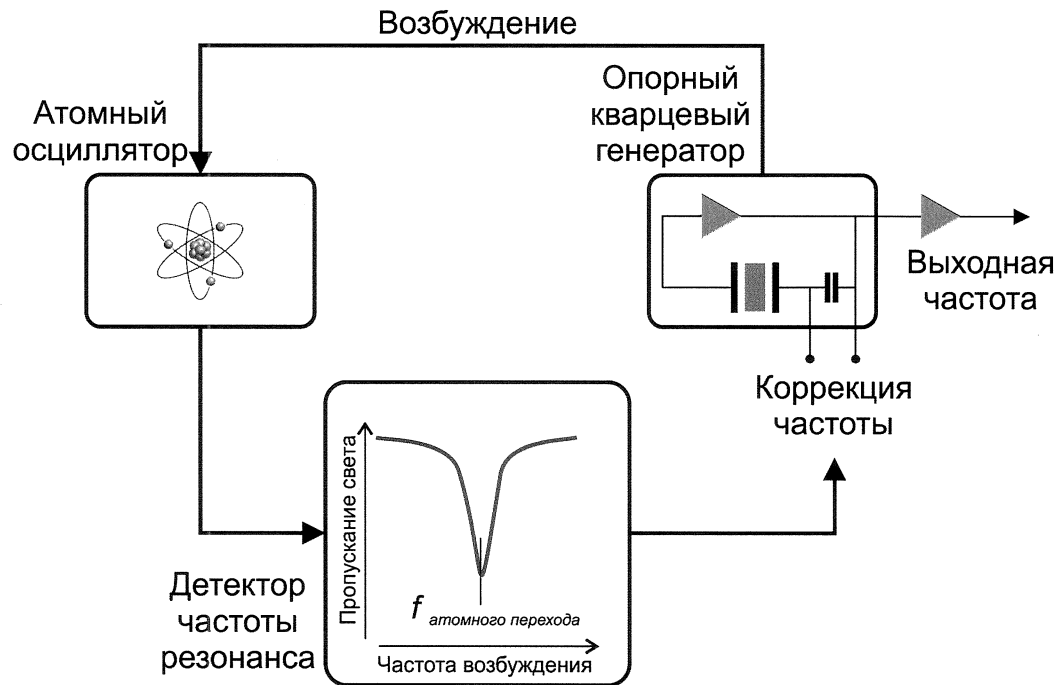 Возбуждение
Атомный
осциллятор
Опорный
кварцевый
генератор
Выходная
частота
Коррекция
частоты
Детектор
частоты
резонанса
Пропускание света
f атомного перехода
Частота возбуждения